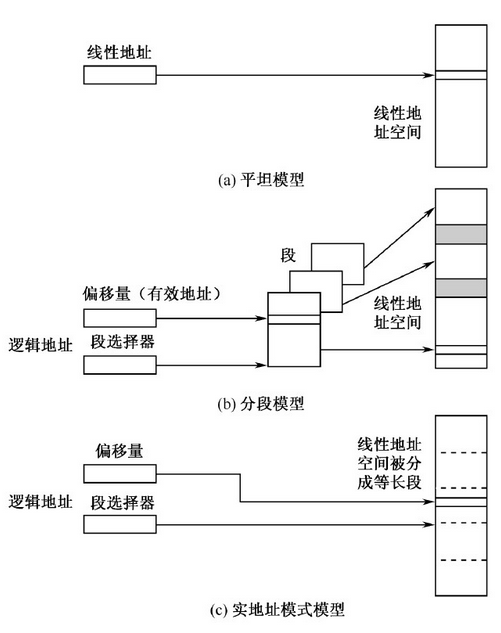 线性地址
线性地
址空间
(a) 平坦模型
段
偏移量（有效地址）
线性地
址空间
逻辑地址
段选择器
(b) 分段模型
偏移量
线性地址
空间被分
成等长段
逻辑地址
段选择器
(c) 实地址模式模型